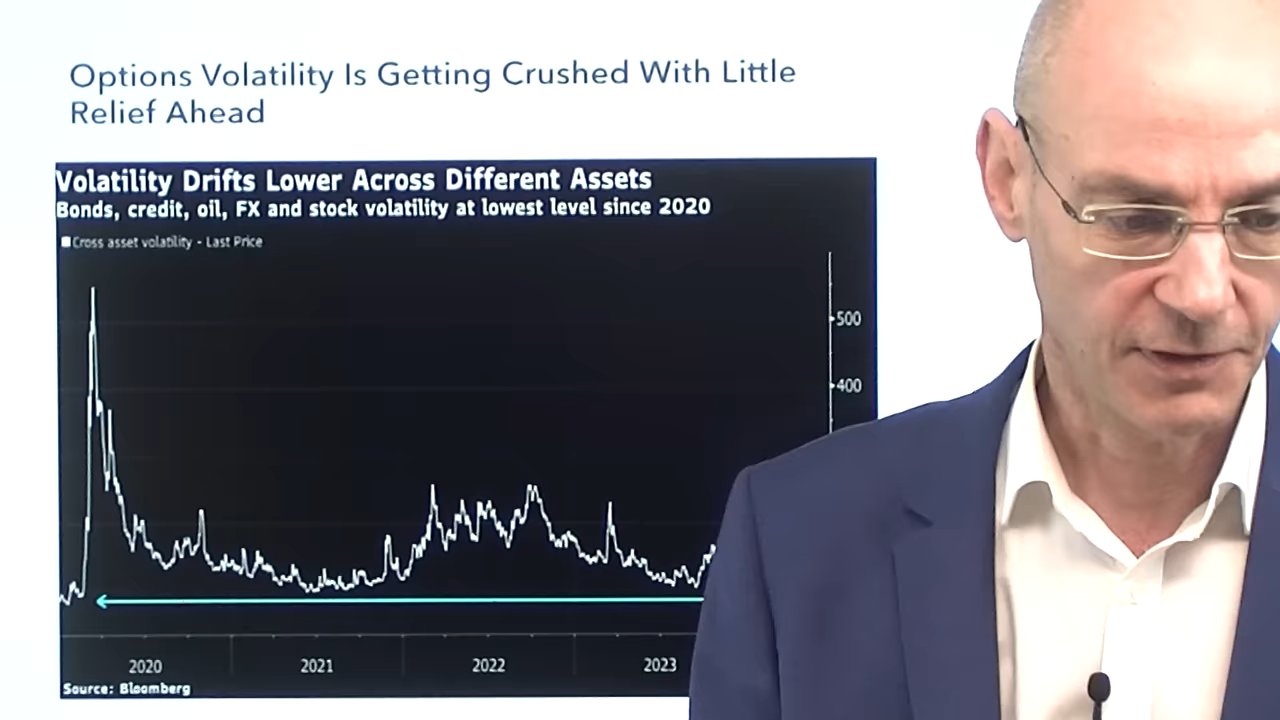 Options Volatility Is Getting Crushed With Little
Relief Ahead
Volatility Drifts Lower Across Different Assets
Bonds, credit, oil, FX and stock volatility at lowest level since 2020
Cross asset volatility - Last Price
500
400
2020 2021 2022 2023
Source: Bloomberg